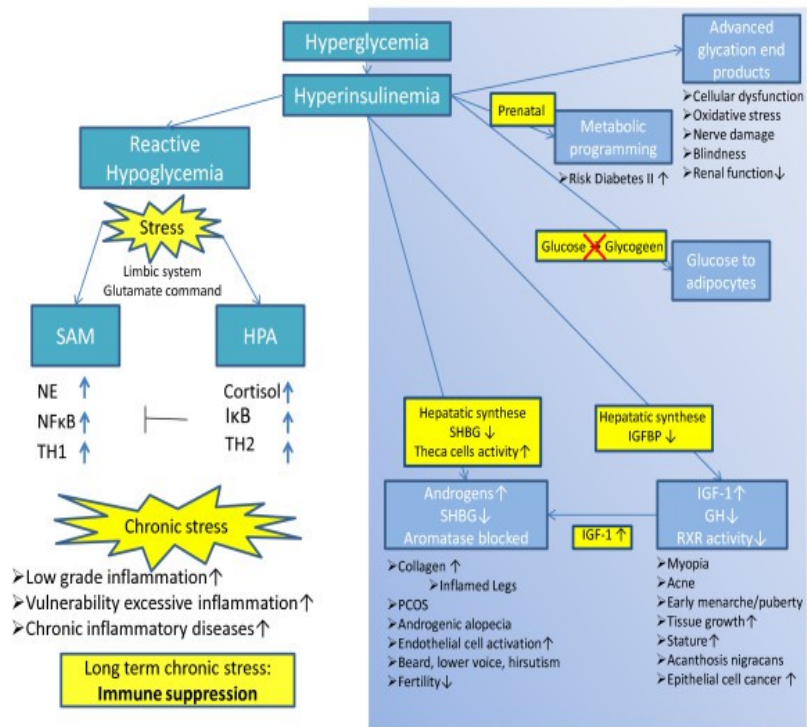 Hyperglycemia
Hyperinsulinemia
Reactive
Hypoglycemia
Stress
Limbic system
Glutamate command
SAM
HPA
NE ↑
NFκB ↑
TH1 ↑
Cortisol ↑
IκB ↑
TH2 ↑
Chronic stress
➢Low grade inflammation↑
➢Vulnerability excessive inflammation↑
➢Chronic inflammatory diseases↑
Long term chronic stress:
Immune suppression
Advanced
glycation end
products
➢Cellular dysfunction
➢Oxidative stress
➢Nerve damage
➢Blindness
➢Renal function↓
Prenatal
Metabolic
programming
➢Risk Diabetes II ↑
Glucose → Glycogeen
Glucose to
adipocytes
Hepatatic synthese
SHBG ↓
Theca cells activity↑
Androgens↑
SHBG↓
Aromatase blocked
➢Collagen ↑
➢Inflamed Legs
➢PCOS
➢Androgenic alopecia
➢Endothelial cell activation↑
➢Beard, lower voice, hirsutism
➢Fertility↓
IGF-1 ↑
Hepatatic synthese
IGFBP ↓
IGF-1↑
GH↓
RXR activity↓
➢Myopia
➢Acne
➢Early menarche/puberty
➢Tissue growth↑
➢Stature↑
➢Acanthosis nigracans
➢Epithelial cell cancer ↑